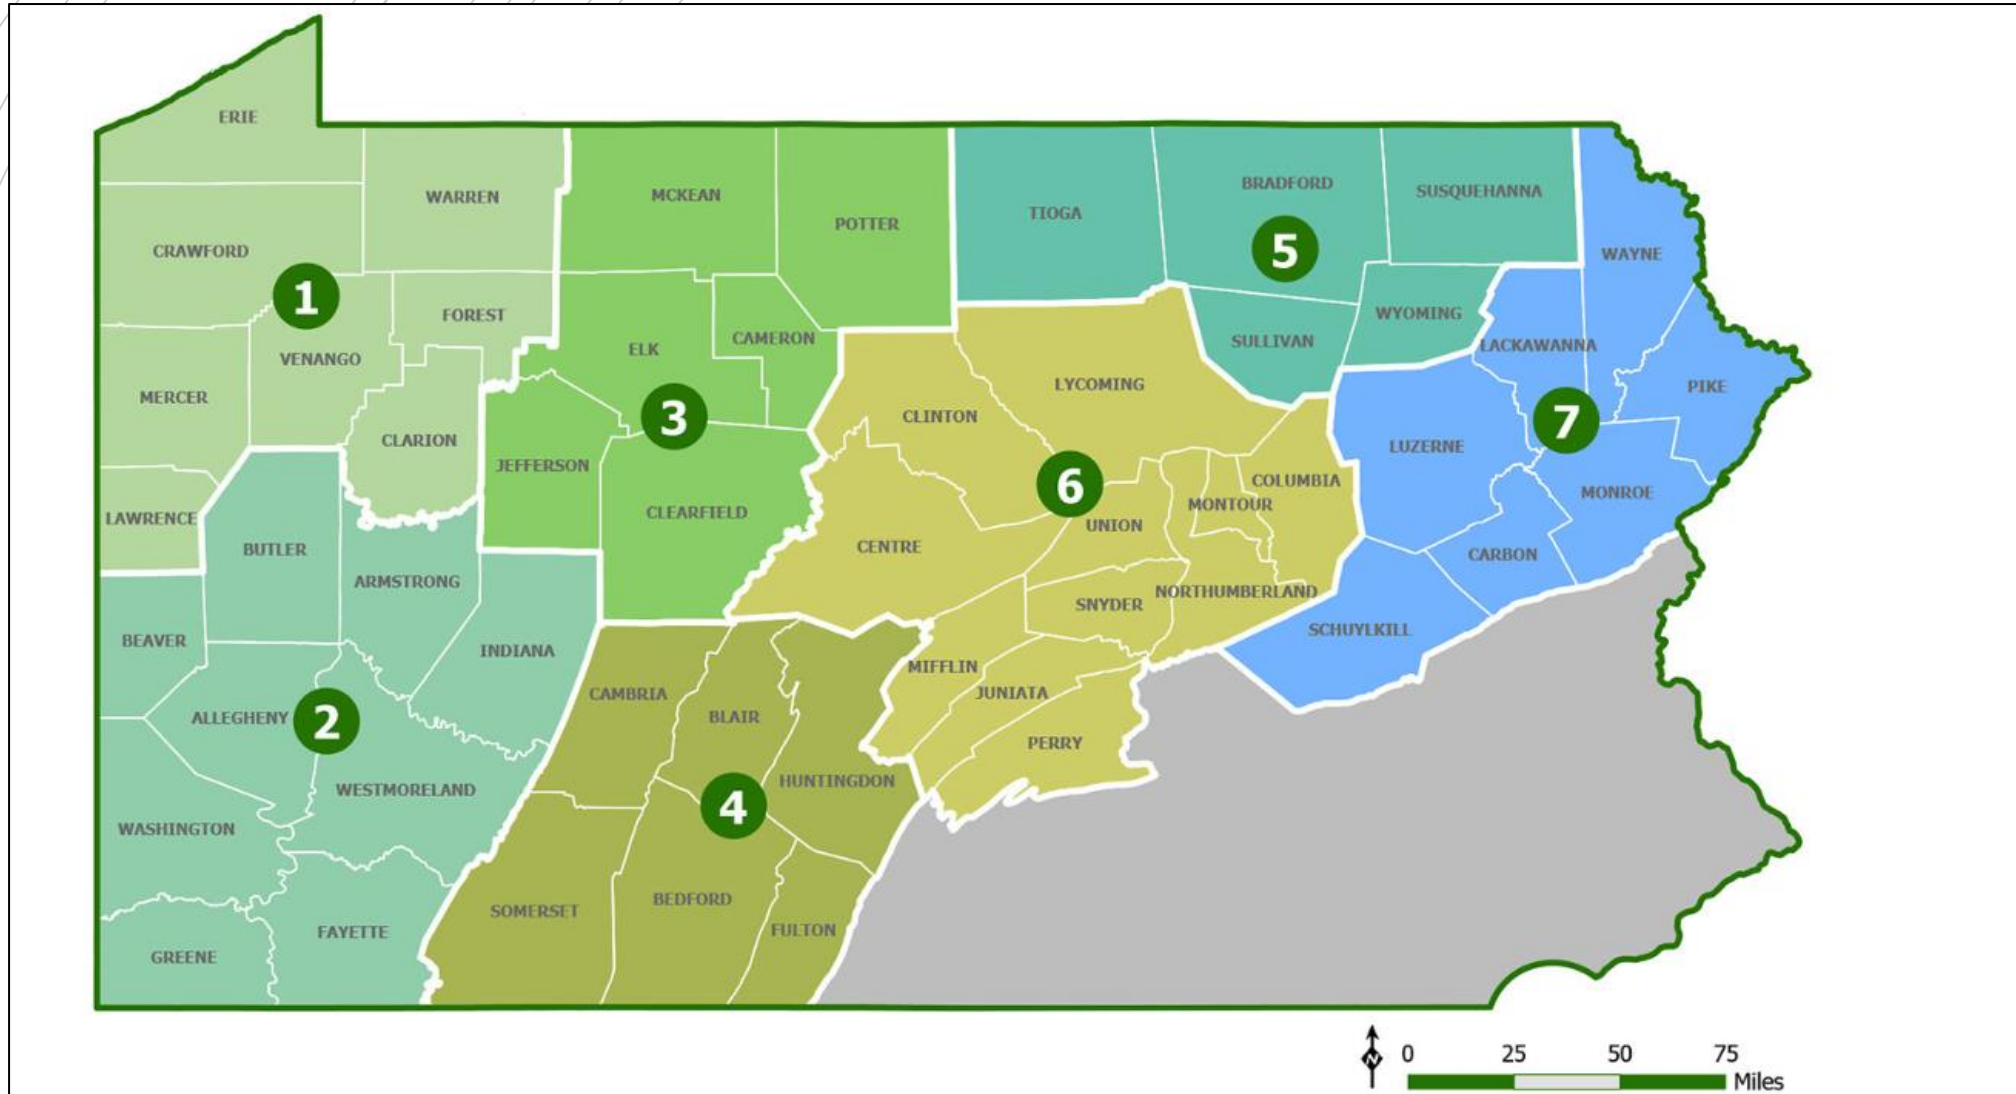 ERIE
WARREN
CRAWFORD
1
FOREST
VENANGO
MERCER
CLARION
LAWRENCE
BUTLER
ARMSTRONG
BEAVER
INDIANA
ALLEGHENY
2
WESTMORELAND
WASHINGTON
FAYETTE
GREENE
MCKEAN
POTTER
CAMERON
ELK
3
JEFFERSON
CLEARFIELD
CAMBRIA
BLAIR
HUNTINGDON
4
BEDFORD
SOMERSET
FULTON
TIOGA
BRADFORD
SUSQUEHANNA
5
WYOMING
SULLIVAN
LYCOMING
CLINTON
6
COLUMBIA
MONTOUR
UNION
CENTRE
NORTHUMBERLAND
SNYDER
MIFFLIN
JUNIATA
PERRY
WAYNE
LACKAWANNA
PIKE
7
LUZERNE
MONROE
CARBON
SCHUYLKILL
N
0 25 50 75
Miles